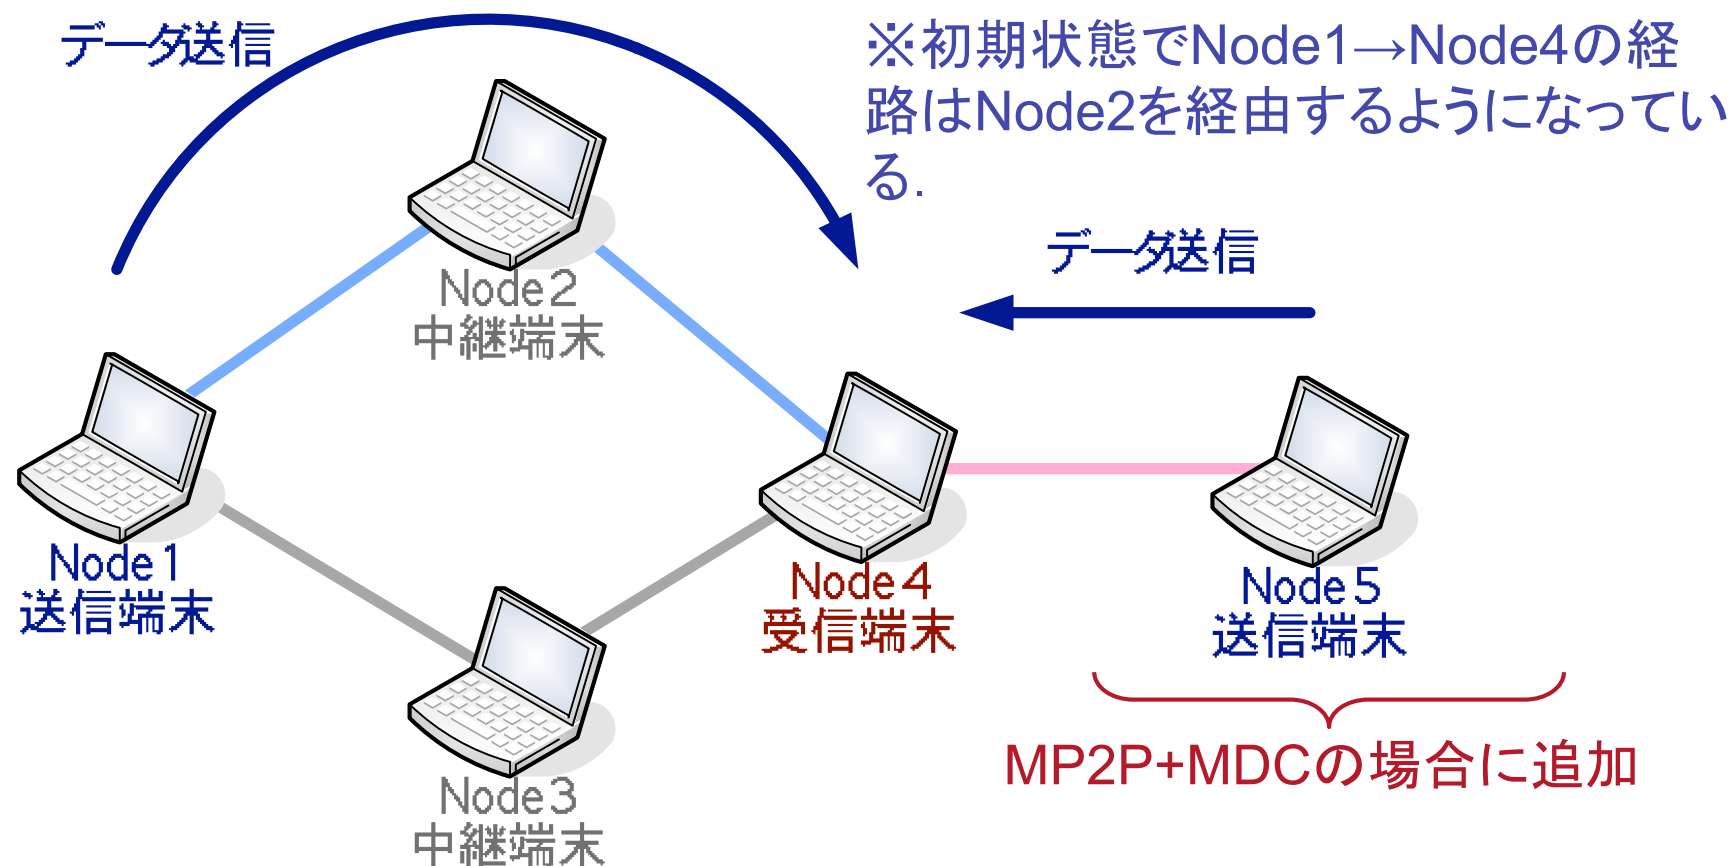 データ送信
※初期状態でNode1→Node4の経
路はNode2を経由するようになってい
る.
データ送信
Node2
中継端末
Node1
送信端末
Node4
受信端末
Node5
送信端末
MP2P+MDCの場合に追加
Node3
中継端末